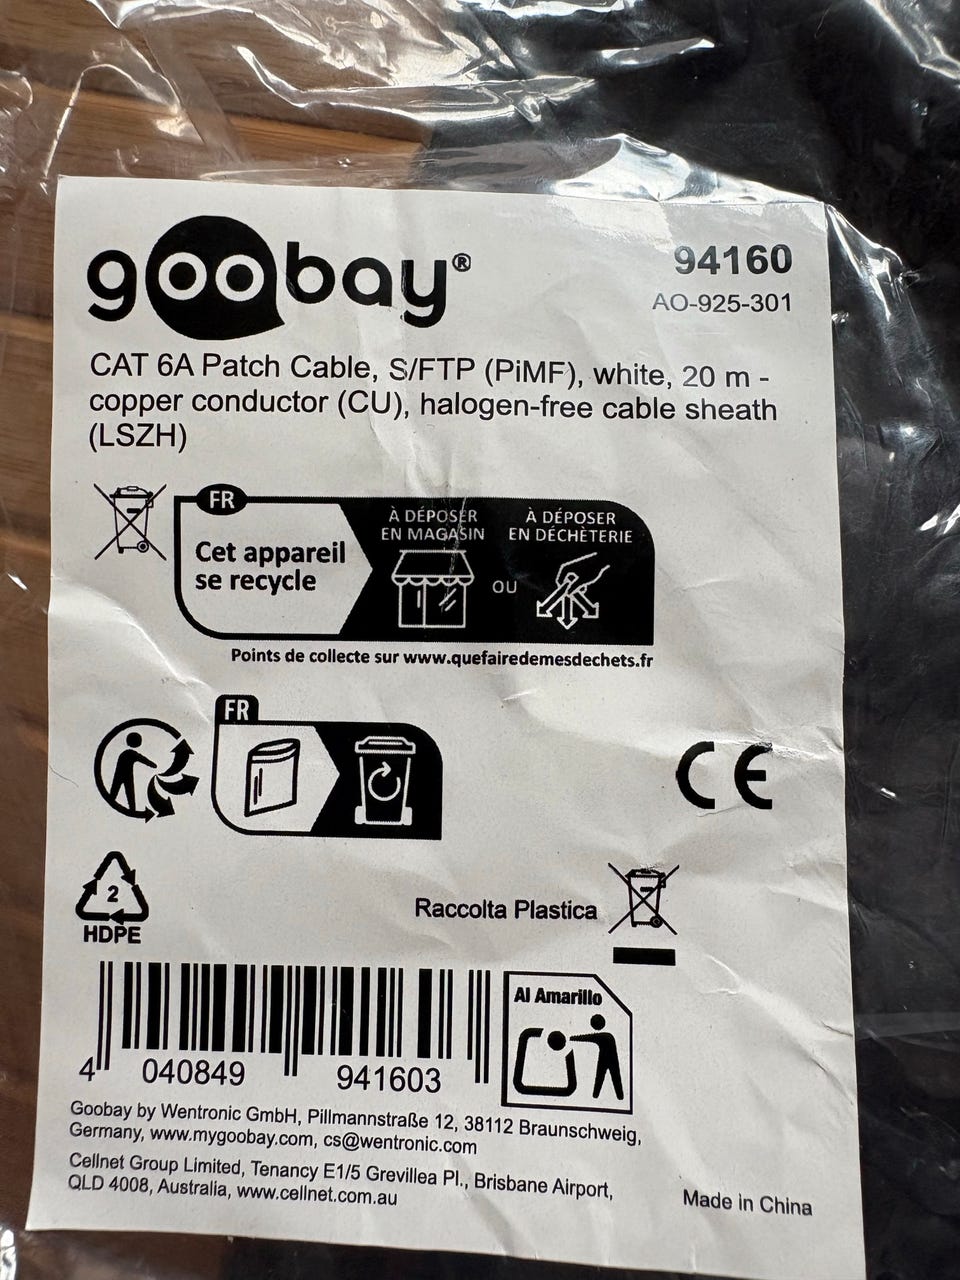 goobay®
94160
AO-925-301
CAT 6A Patch Cable, S/FTP (PiMF), white, 20 m -
copper conductor (CU), halogen-free cable sheath
(LSZH)
FR
Cet appareil
se recycle
À DÉPOSER
EN MAGASIN
OU
À DÉPOSER
EN DÉCHÈTERIE
Points de collecte sur www.quefairedemesdechets.fr
FR
CE
2
HDPE
Raccolta Plastica
Al Amarillo
4 040849 941603
Goobay by Wentronic GmbH, Pillmannstraße 12, 38112 Braunschweig,
Germany, www.mygoobay.com, cs@wentronic.com
Cellnet Group Limited, Tenancy E1/5 Grevillea Pl., Brisbane Airport,
QLD 4008, Australia, www.cellnet.com.au
Made in China